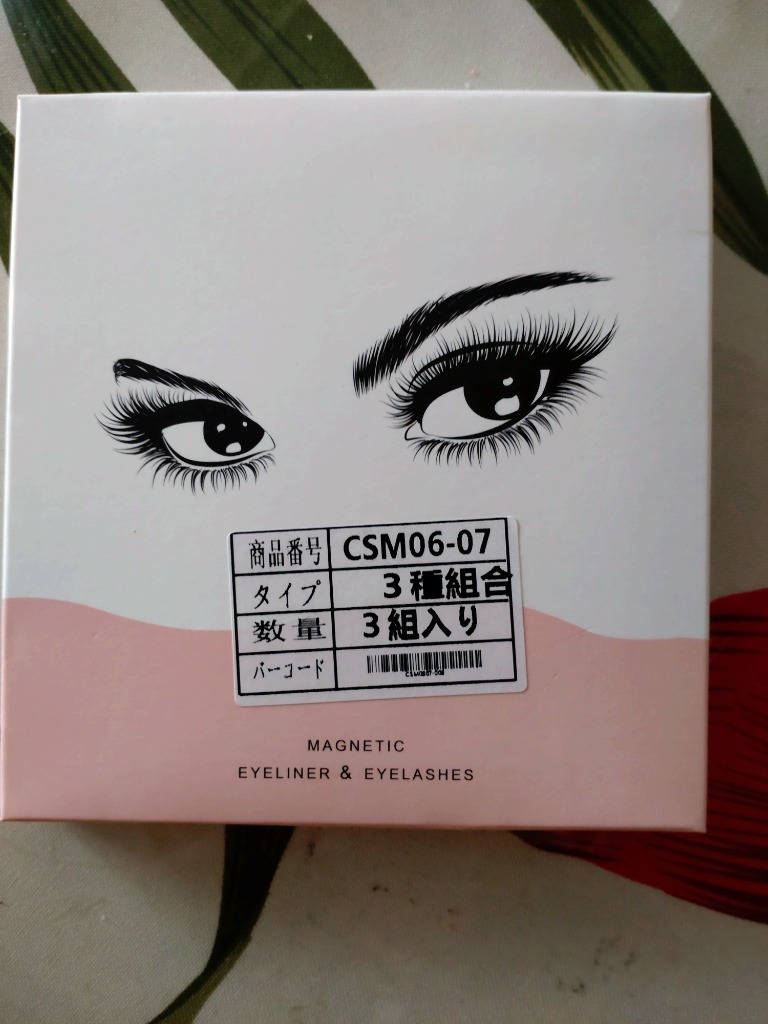 商品番号 CSM06-07
タイプ 3種組合
数量 3組入り
バーコード
MAGNETIC
EYELINER & EYELASHES